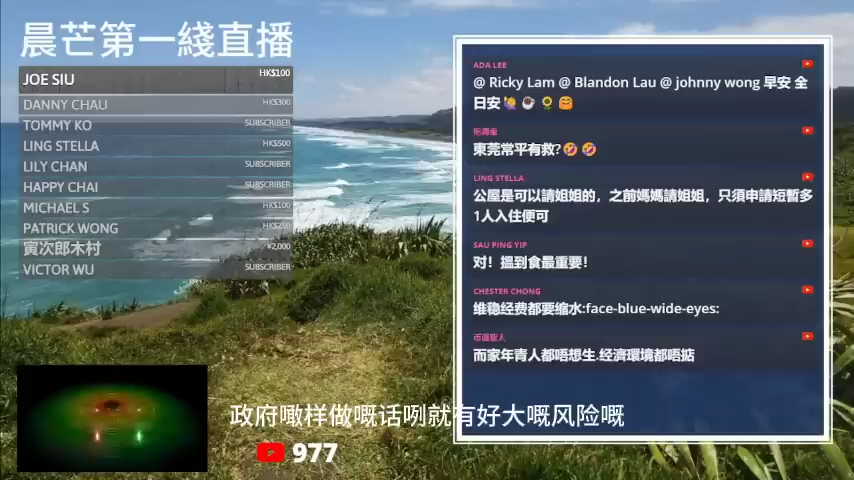 晨芒第一綫直播
JOE SIU HK$100
DANNY CHAU HK$300
TOMMY KO SUBSCRIBER
LING STELLA HK$500
LILY CHAN SUBSCRIBER
HAPPY CHAI SUBSCRIBER
MICHAEL S HK$100
PATRICK WONG HK$250
寅次郎木村 ¥2,000
VICTOR WU SUBSCRIBER
ADA LEE
@ Ricky Lam @ Blandon Lau @ johnny wong 早安 全
日安
東莞常平有救?
LING STELLA
公屋是可以請姐姐的，之前媽媽請姐姐，只須申請短暫多
1人入住便可
SAU PING YIP
对！搵到食最重要！
CHESTER CHONG
维稳经费都要缩水:face-blue-wide-eyes:
而家年青人都唔想生.经濟環境都唔掂
政府噉样做嘅话咧就有好大嘅风险嘅
977